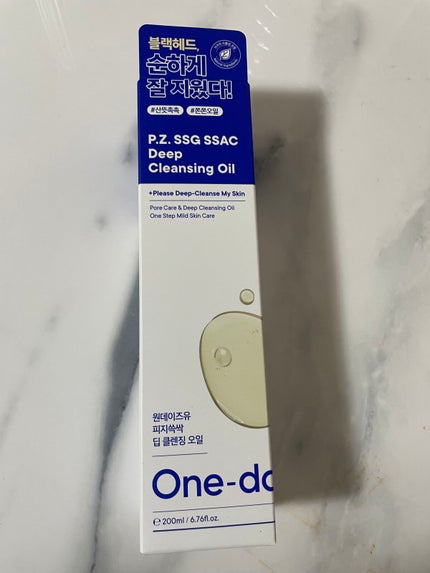 블랙헤드,
순하게
잘 지웠다!
#산뜻촉촉 #쫀쫀오일
P.Z. SSG SSAC
Deep
Cleansing Oil
+Please Deep-Cleanse My Skin
Pore Care & Deep Cleansing Oil
One Step Mild Skin Care
원데이즈유
피지쓱싹
딥 클렌징 오일
One-da
℮ 200ml / 6.76fl.oz.